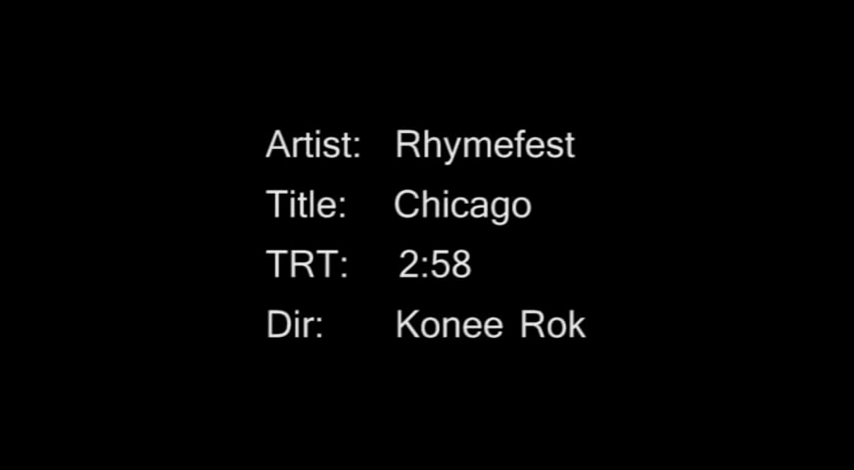 Artist: Rhymefest
Title: Chicago
TRT: 2:58
Dir: Konee Rok